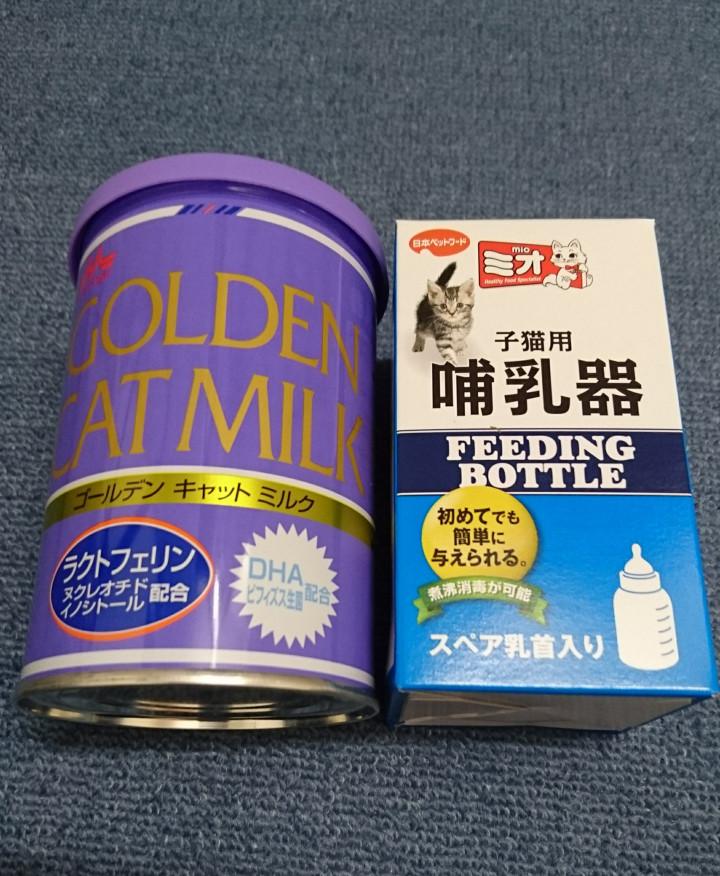 GOLDEN
CAT MILK
ゴールデン キャット ミルク
ラクトフェリン
ヌクレオチド
イノシトール
配合
DHA
ビフィズス生菌
配合
日本ペットフード
mio
ミオ
Healthy Food Specialist
子猫用
哺乳器
FEEDING
BOTTLE
初めてでも
簡単に
与えられる。
煮沸消毒が可能
スペア乳首入り